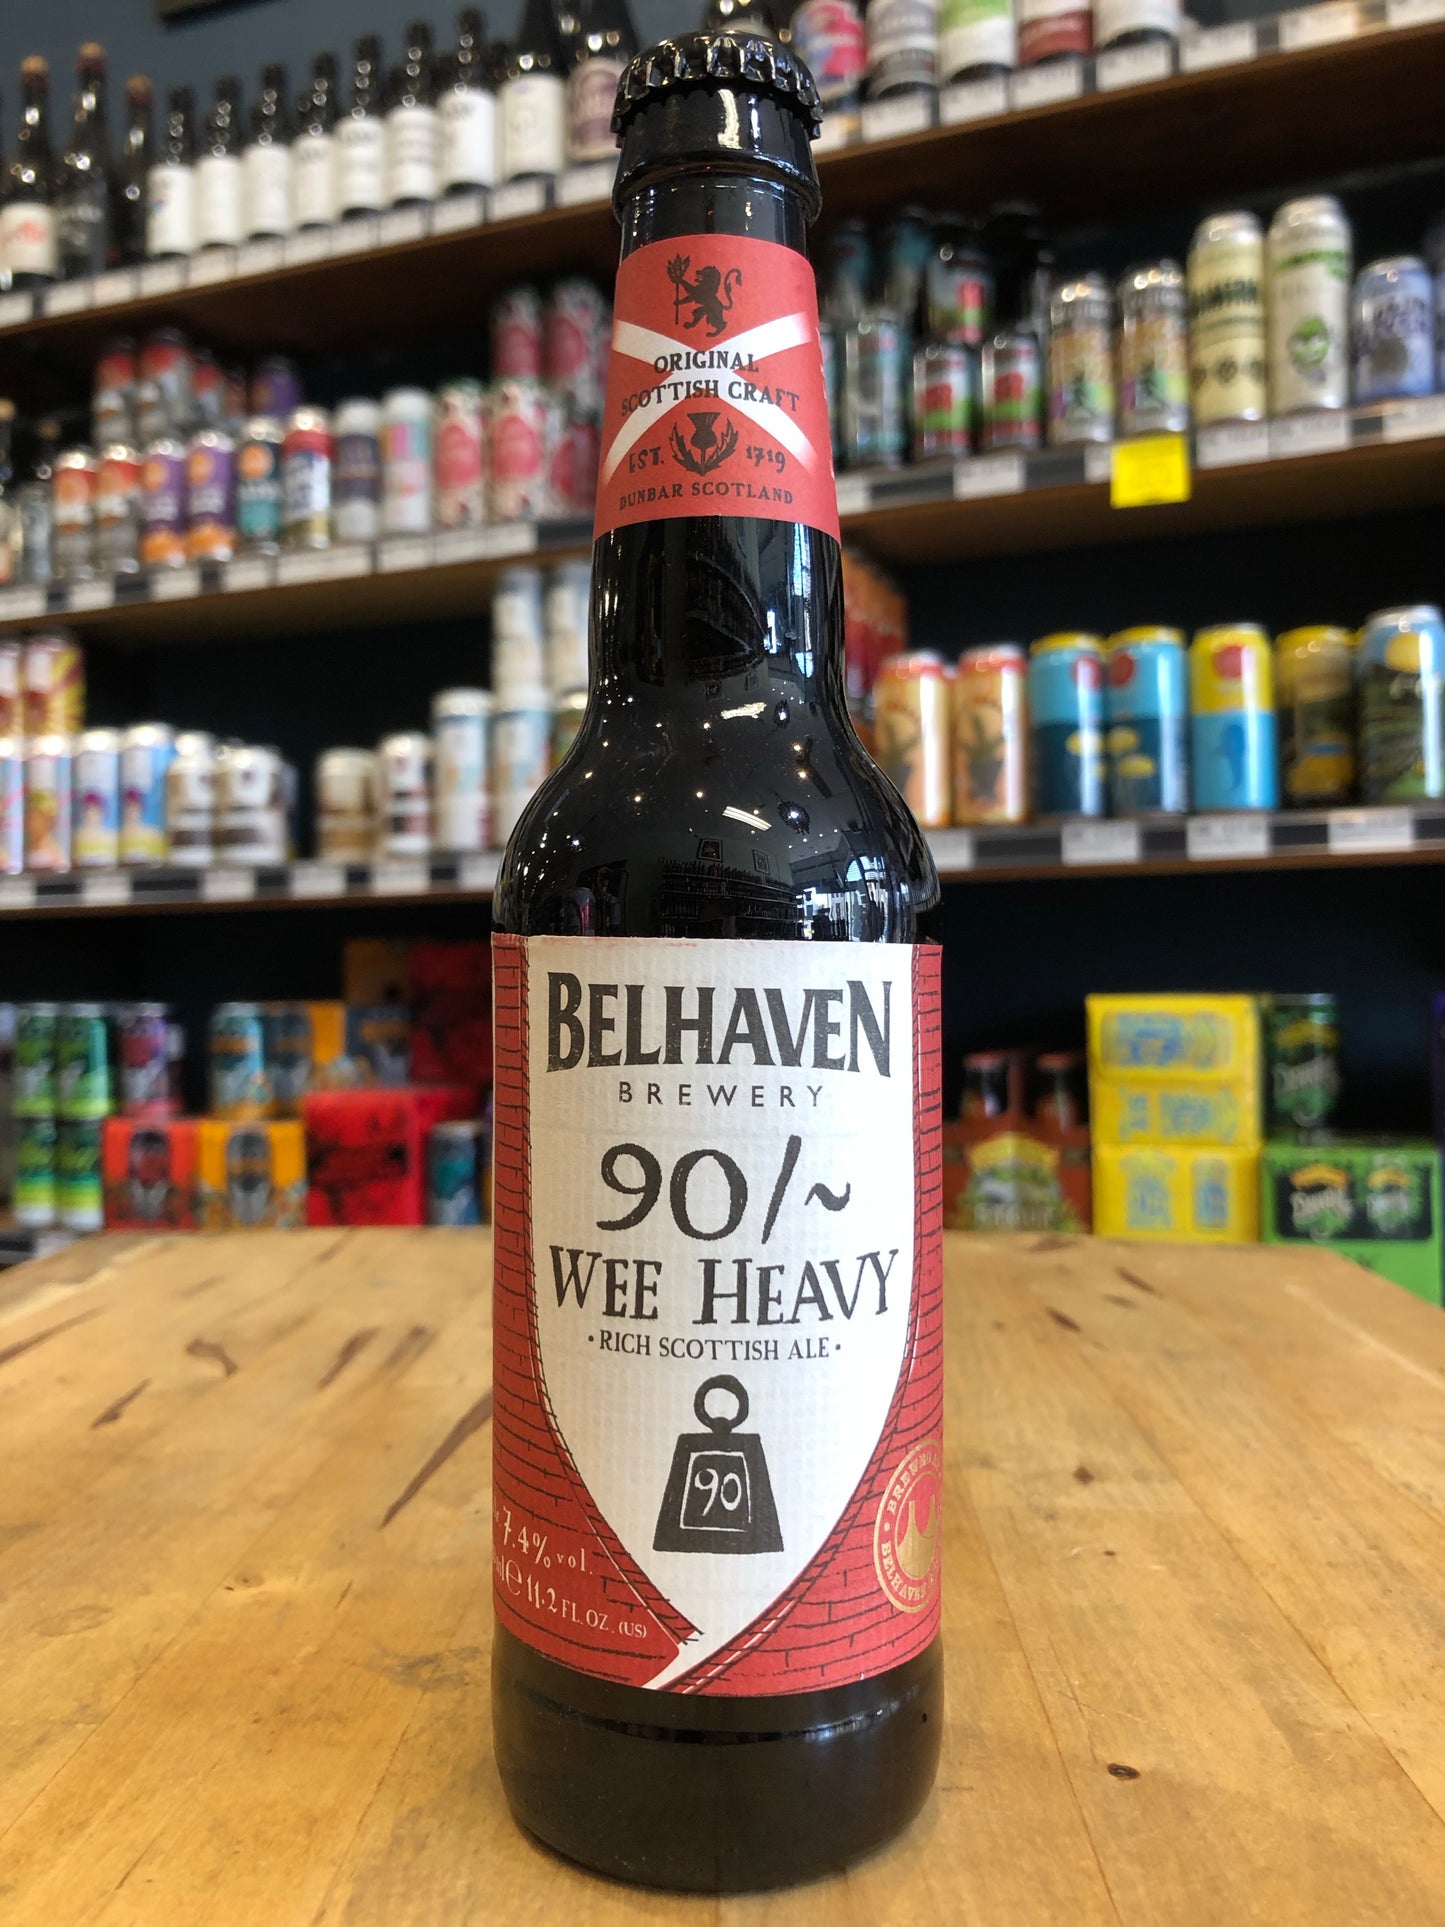 ORIGINAL
SCOTTISH CRAFT
EST. 1719
DUNBAR SCOTLAND
BELHAVEN
BREWERY
90/~
WEE HEAVY
·RICH SCOTTISH ALE·
90
7.4% vol.
e 11.2 FL. OZ. (US)
BELHAVEN